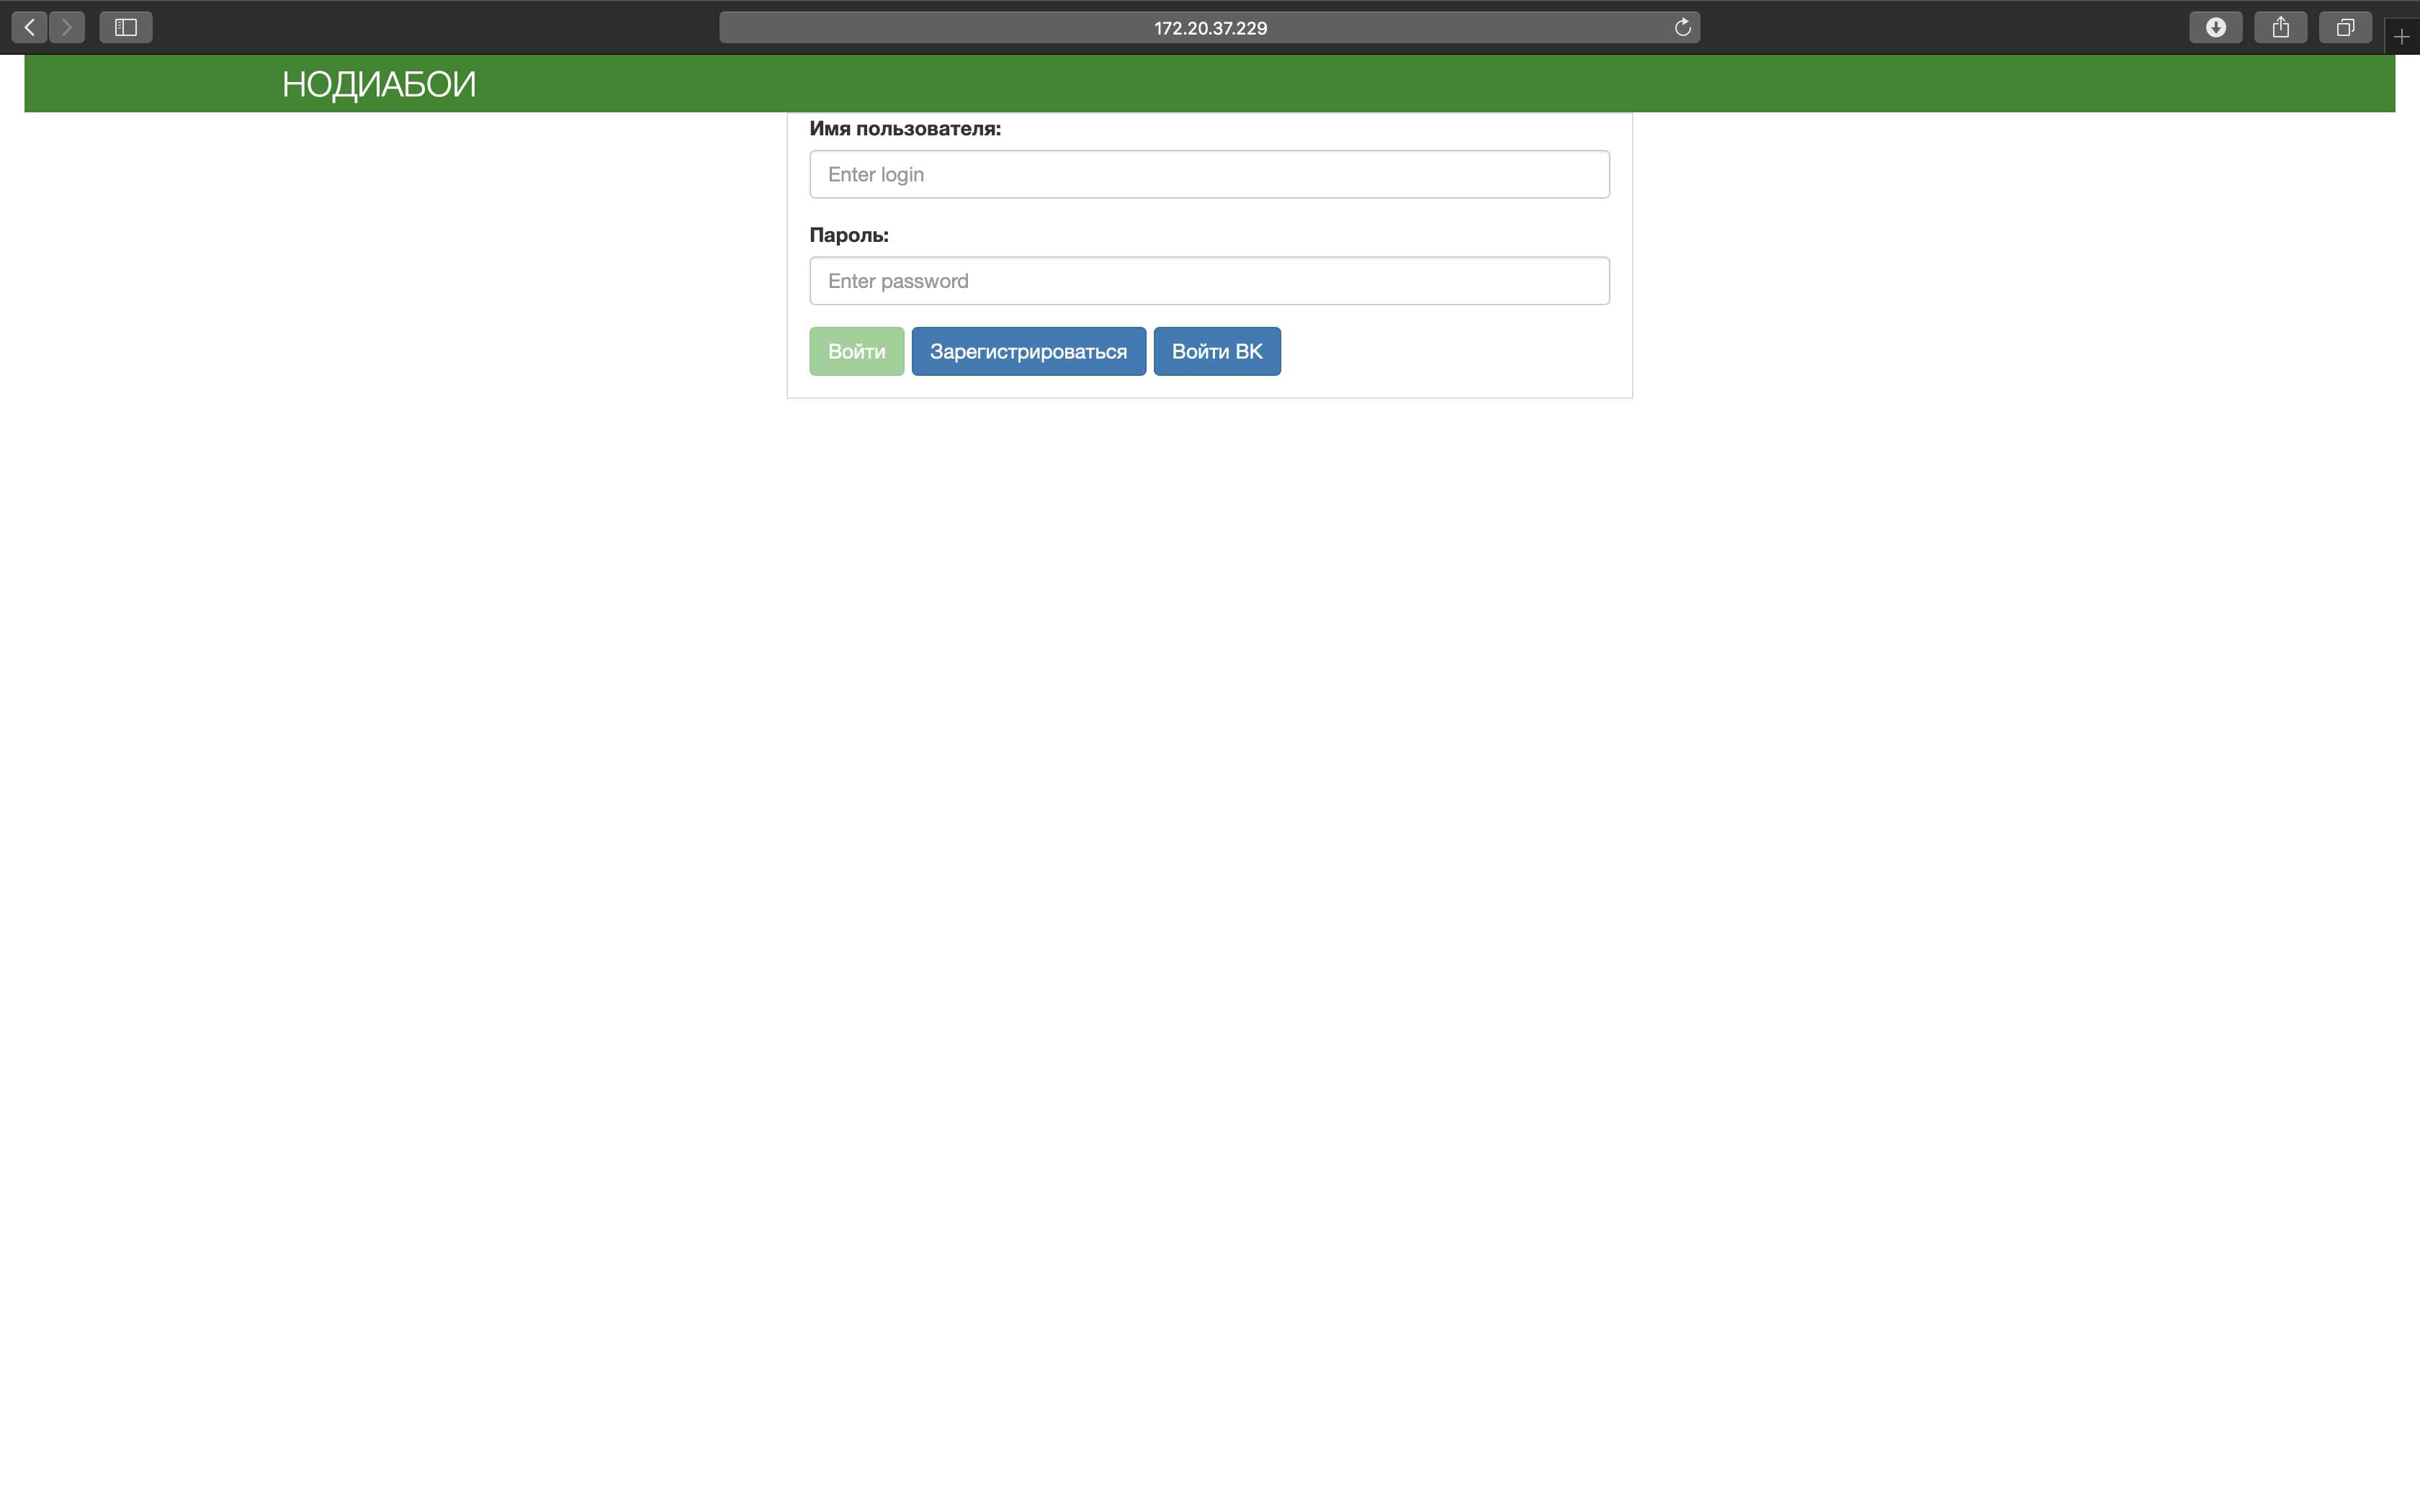 172.20.37.229
НОДИАБОИ
Имя пользователя:
Enter login
Пароль:
Enter password
Войти Зарегистрироваться Войти ВК